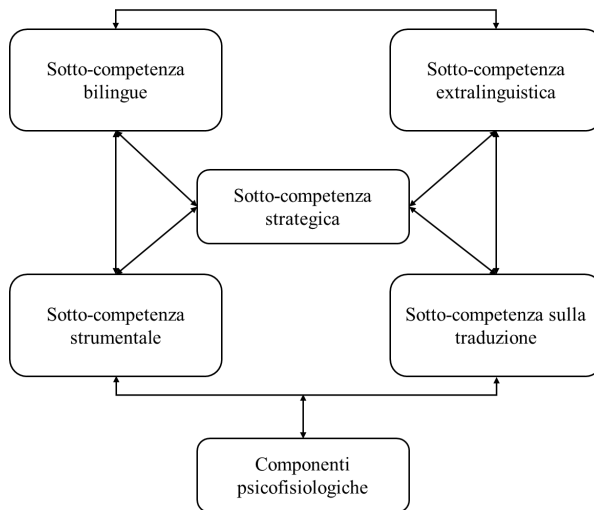 Sotto-competenza
bilingue
Sotto-competenza
extralinguistica
Sotto-competenza
strategica
Sotto-competenza
strumentale
Sotto-competenza sulla
traduzione
Componenti
psicofisiologiche